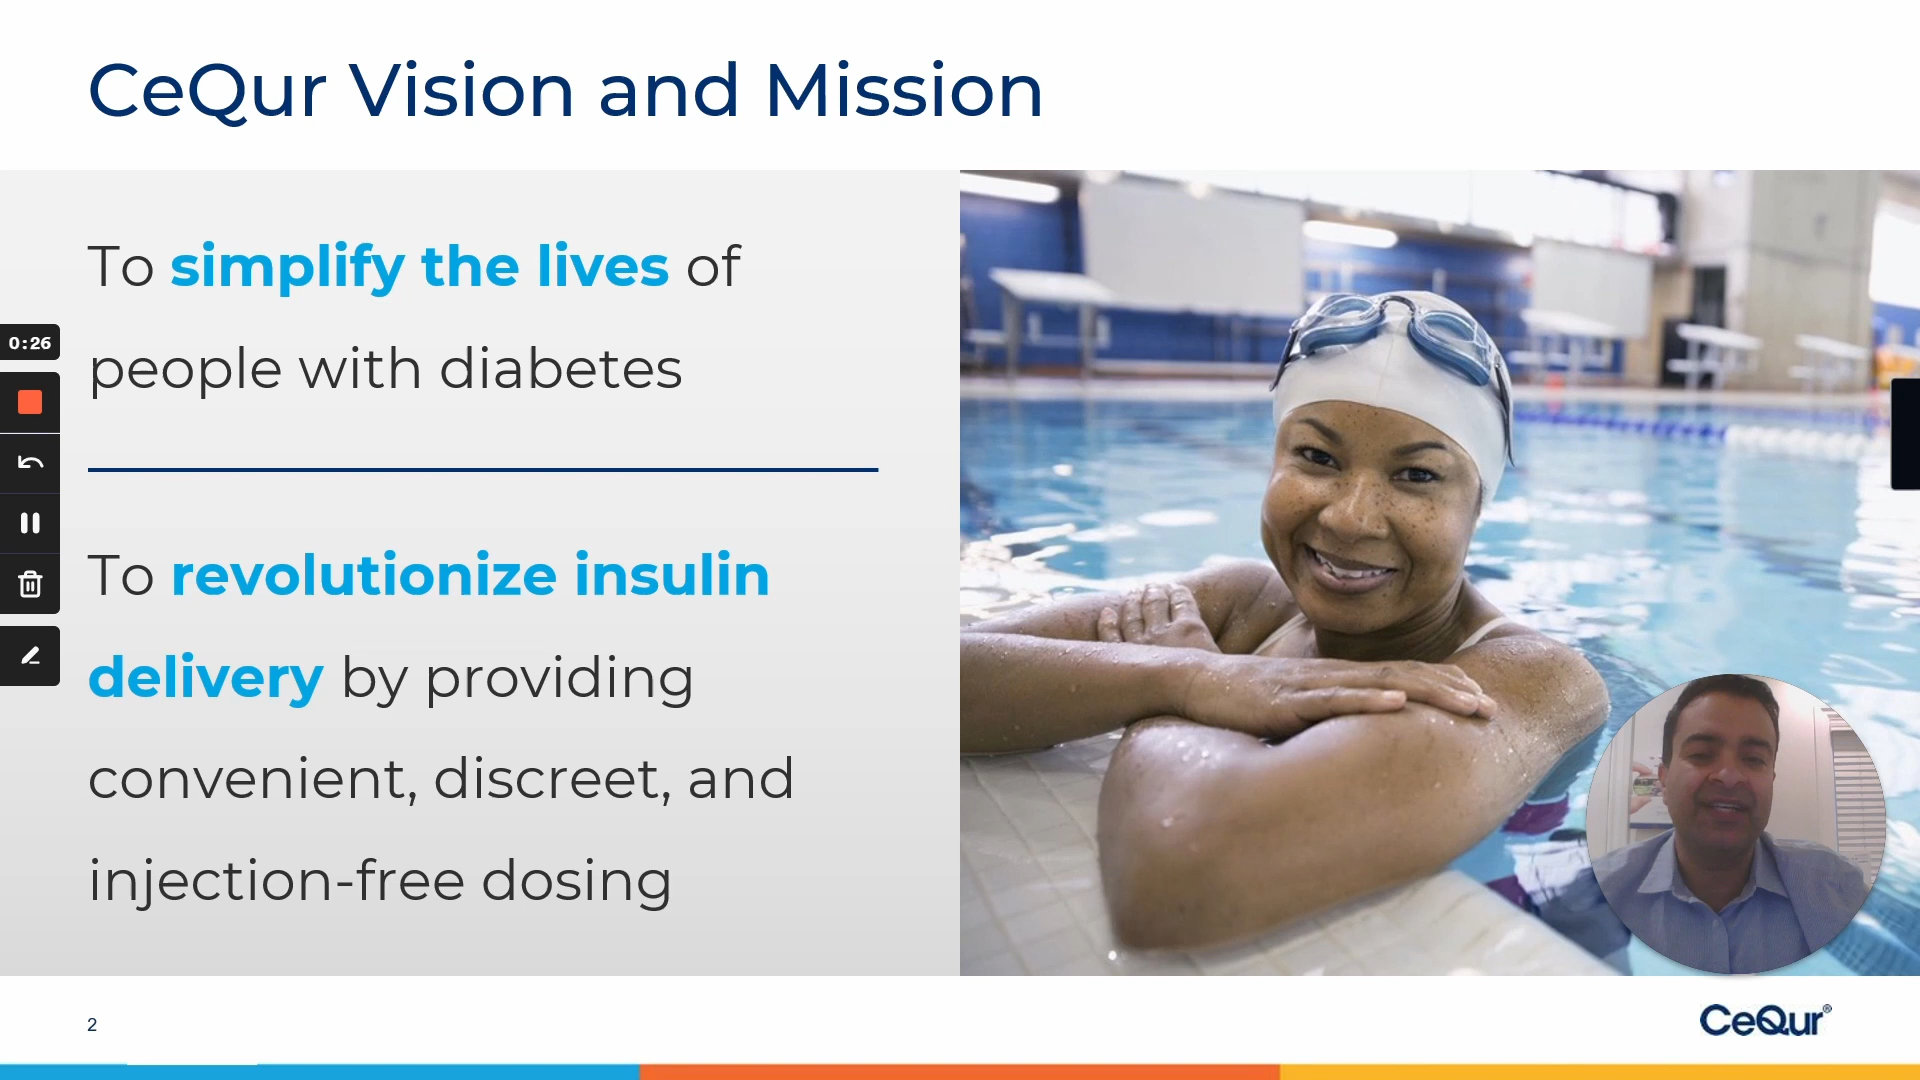 CeQur Vision and Mission
To simplify the lives of
people with diabetes
0:26
To revolutionize insulin
delivery by providing
convenient, discreet, and
injection-free dosing
2
CeQur®